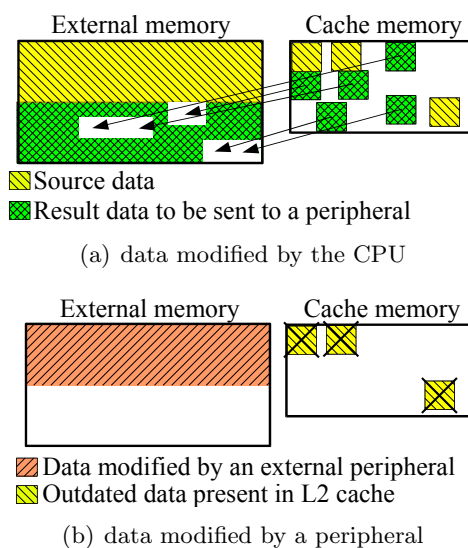 External memory Cache memory
Source data
Result data to be sent to a peripheral
(a) data modified by the CPU
External memory Cache memory
Data modified by an external peripheral
Outdated data present in L2 cache
(b) data modified by a peripheral